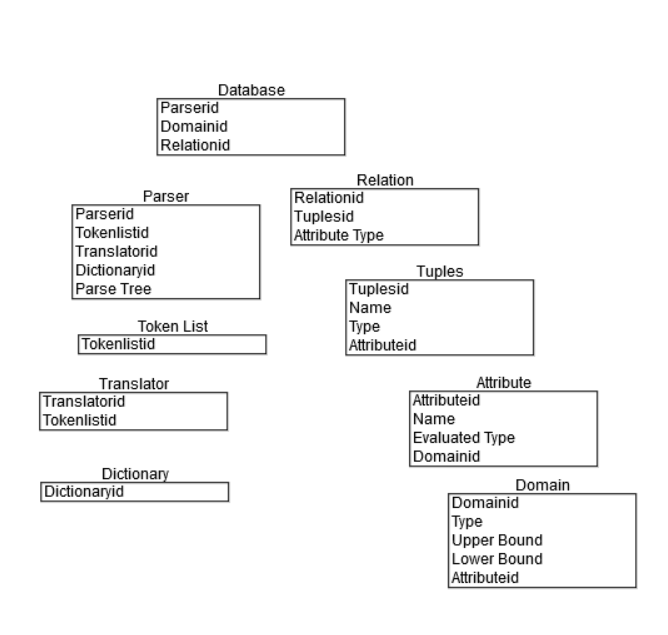 Database
Parserid
Domainid
Relationid
Relation
Relationid
Tuplesid
Attribute Type
Parser
Parserid
Tokenlistid
Translatorid
Dictionaryid
Parse Tree
Tuples
Tuplesid
Name
Type
Attributeid
Token List
Tokenlistid
Translator
Translatorid
Tokenlistid
Attribute
Attributeid
Name
Evaluated Type
Domainid
Dictionary
Dictionaryid
Domain
Domainid
Type
Upper Bound
Lower Bound
Attributeid